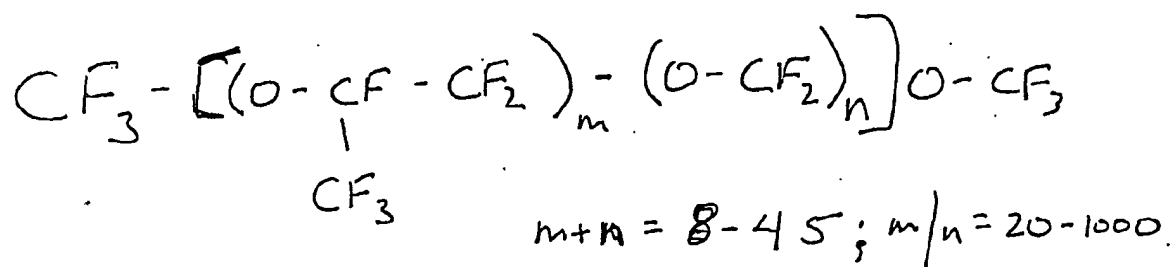 CF₃-[(O-CF-CF₂)ₘ-(O-CF₂)ₙ]O-CF₃
CF₃
m+n = 8-45; m/n = 20-1000.